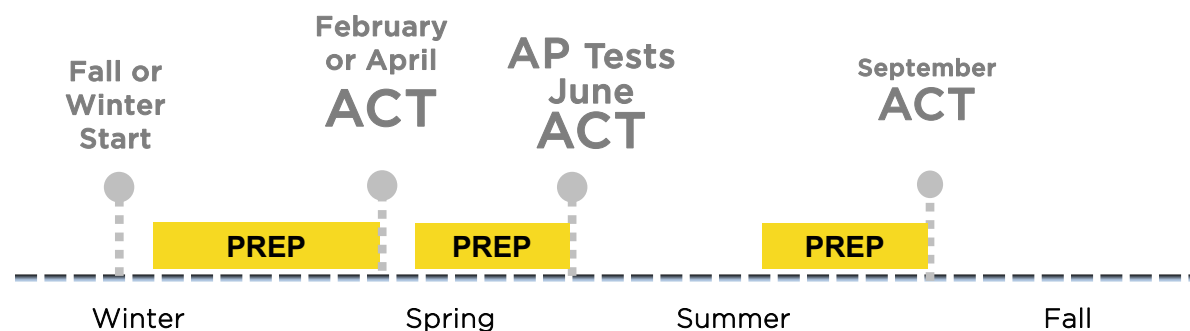 Fall or
Winter
Start
February
or April
ACT
AP Tests
June
ACT
September
ACT
PREP
PREP
PREP
Winter
Spring
Summer
Fall